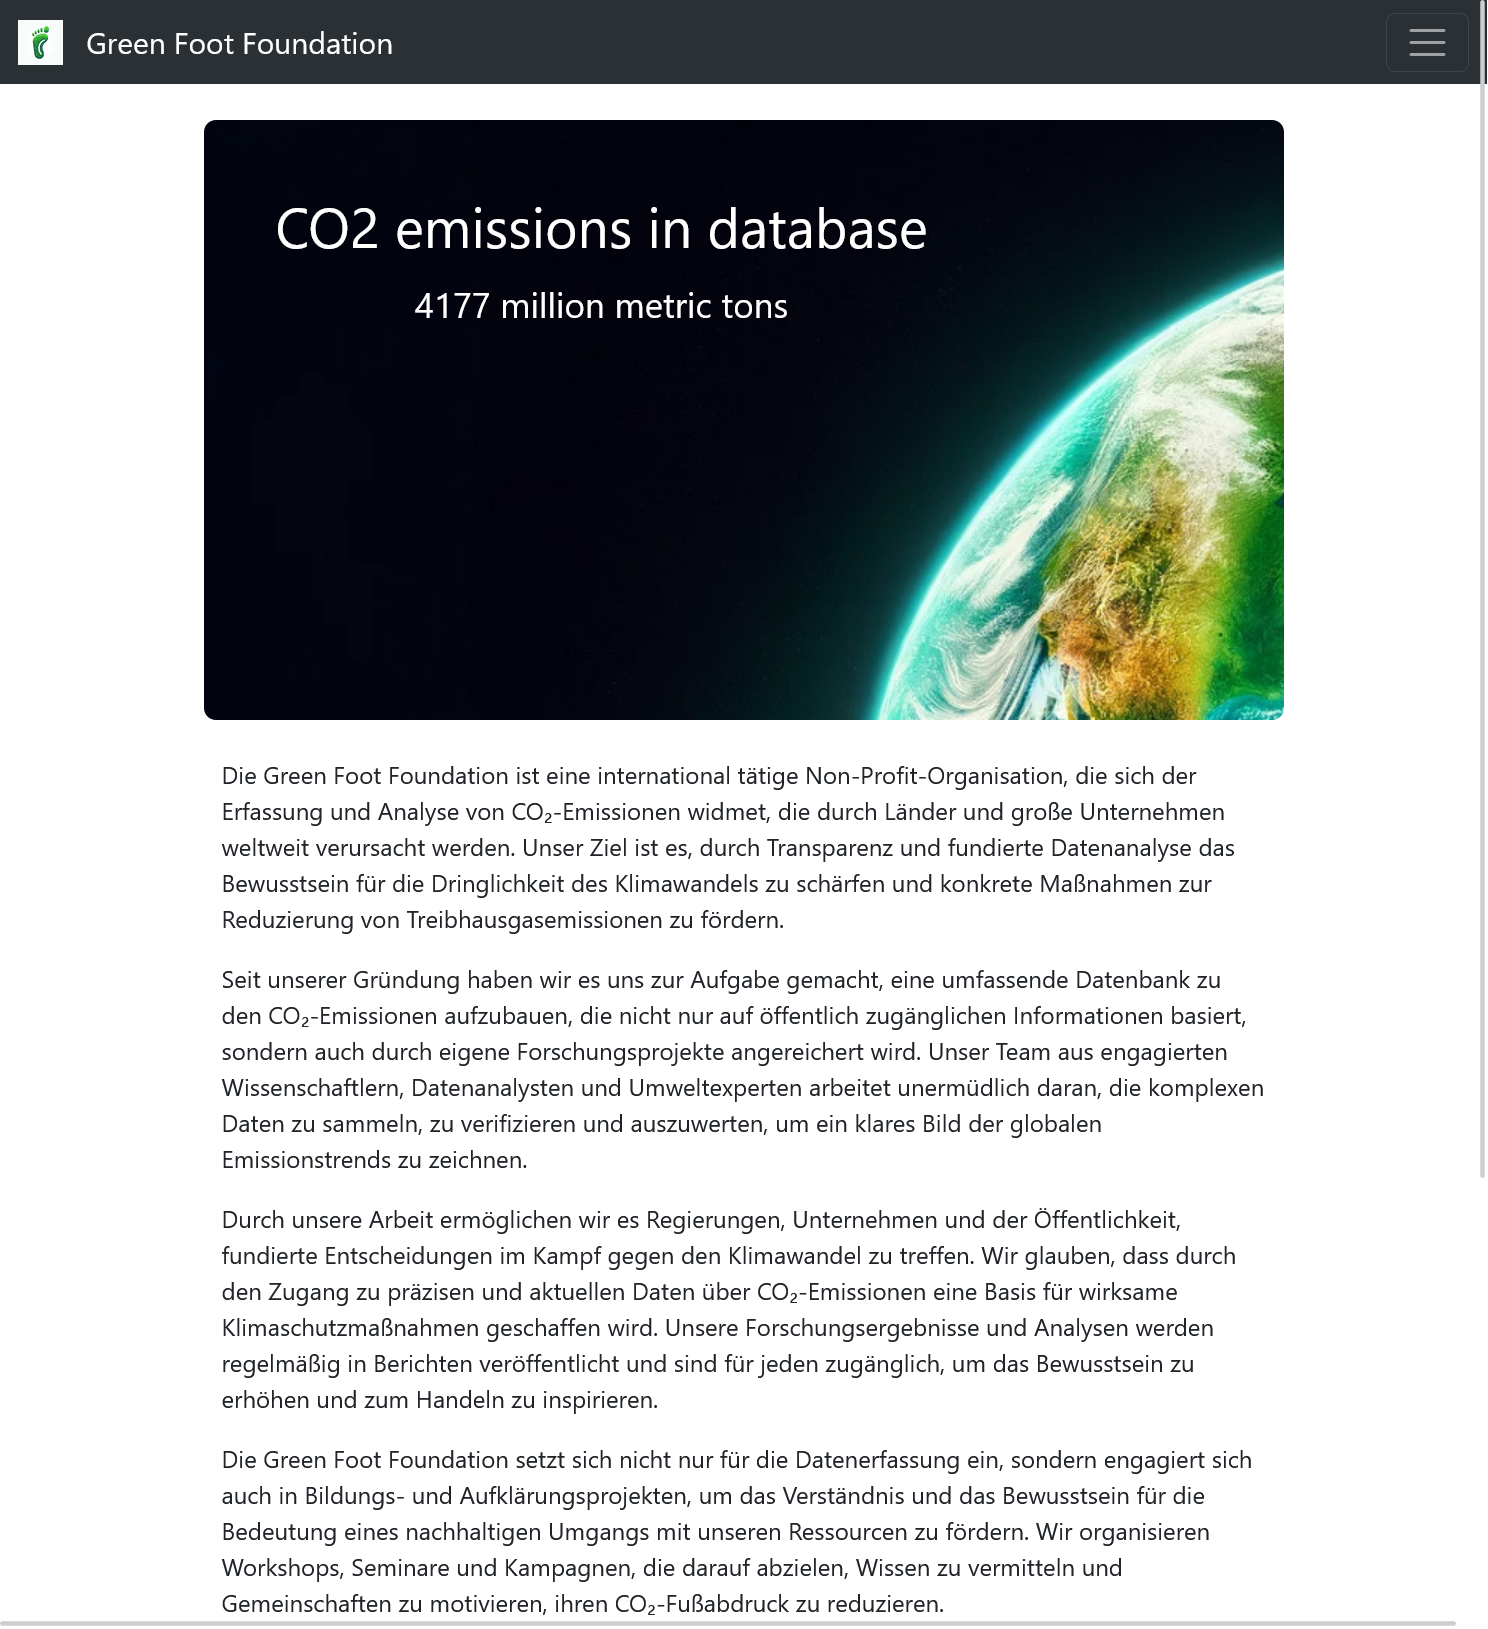 Green Foot Foundation
CO2 emissions in database
4177 million metric tons
Die Green Foot Foundation ist eine international tätige Non-Profit-Organisation, die sich der
Erfassung und Analyse von CO₂-Emissionen widmet, die durch Länder und große Unternehmen
weltweit verursacht werden. Unser Ziel ist es, durch Transparenz und fundierte Datenanalyse das
Bewusstsein für die Dringlichkeit des Klimawandels zu schärfen und konkrete Maßnahmen zur
Reduzierung von Treibhausgasemissionen zu fördern.
Seit unserer Gründung haben wir es uns zur Aufgabe gemacht, eine umfassende Datenbank zu
den CO₂-Emissionen aufzubauen, die nicht nur auf öffentlich zugänglichen Informationen basiert,
sondern auch durch eigene Forschungsprojekte angereichert wird. Unser Team aus engagierten
Wissenschaftlern, Datenanalysten und Umweltexperten arbeitet unermüdlich daran, die komplexen
Daten zu sammeln, zu verifizieren und auszuwerten, um ein klares Bild der globalen
Emissionstrends zu zeichnen.
Durch unsere Arbeit ermöglichen wir es Regierungen, Unternehmen und der Öffentlichkeit,
fundierte Entscheidungen im Kampf gegen den Klimawandel zu treffen. Wir glauben, dass durch
den Zugang zu präzisen und aktuellen Daten über CO₂-Emissionen eine Basis für wirksame
Klimaschutzmaßnahmen geschaffen wird. Unsere Forschungsergebnisse und Analysen werden
regelmäßig in Berichten veröffentlicht und sind für jeden zugänglich, um das Bewusstsein zu
erhöhen und zum Handeln zu inspirieren.
Die Green Foot Foundation setzt sich nicht nur für die Datenerfassung ein, sondern engagiert sich
auch in Bildungs- und Aufklärungsprojekten, um das Verständnis und das Bewusstsein für die
Bedeutung eines nachhaltigen Umgangs mit unseren Ressourcen zu fördern. Wir organisieren
Workshops, Seminare und Kampagnen, die darauf abzielen, Wissen zu vermitteln und
Gemeinschaften zu motivieren, ihren CO₂-Fußabdruck zu reduzieren.